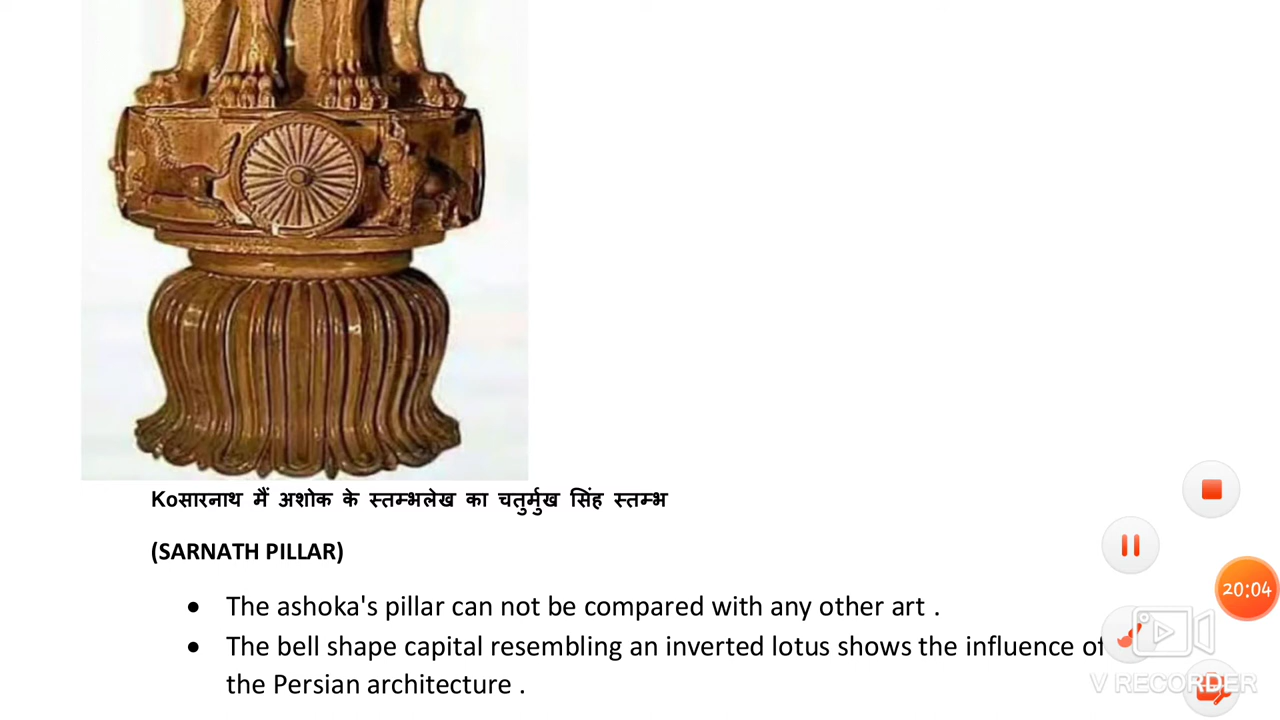 Koसारनाथ मैं अशोक के स्तम्भलेख का चतुर्मुख सिंह स्तम्भ
(SARNATH PILLAR)
• The ashoka's pillar can not be compared with any other art .
• The bell shape capital resembling an inverted lotus shows the influence of
the Persian architecture .
20:04
V RECORDER